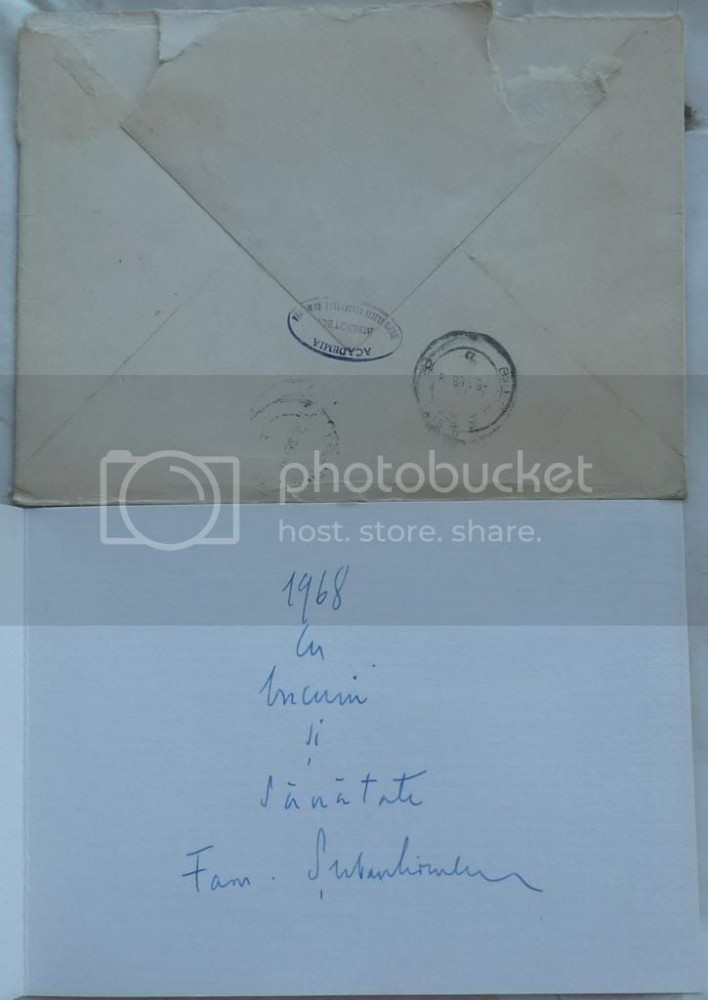 ACADEMIA
photobucket
host. store. share.
1968
Cu
bucurii
și
sănătate
Fam.